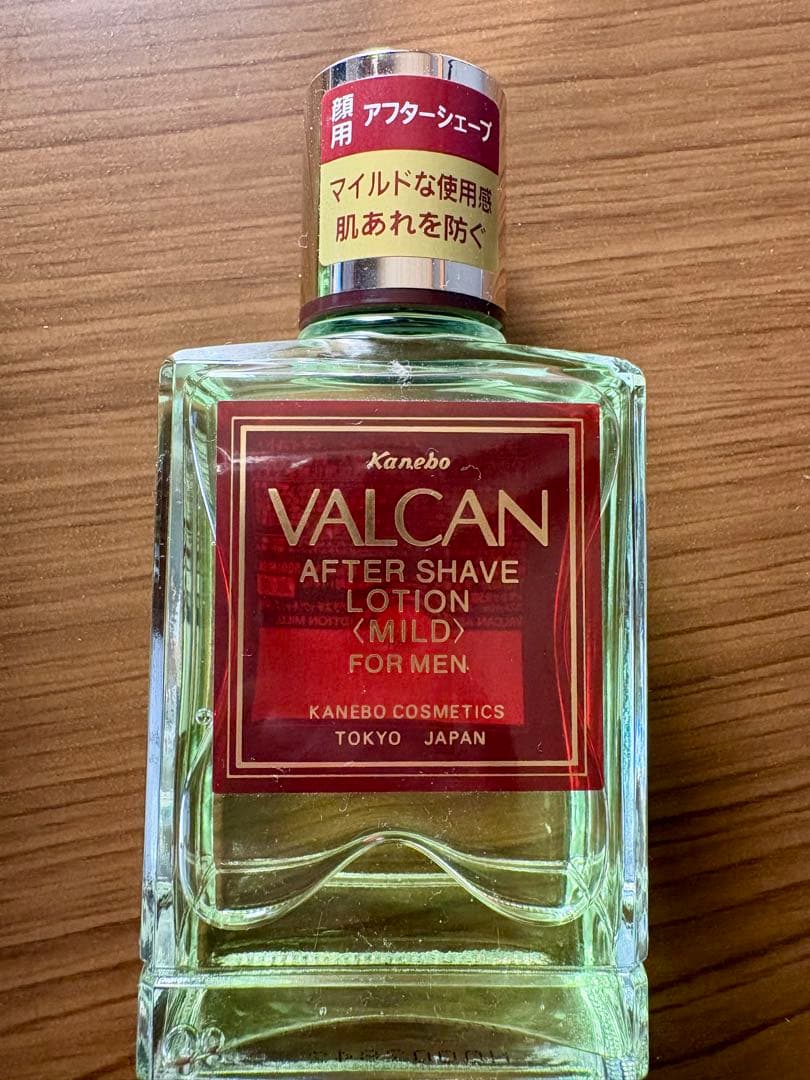 顔用 アフターシェーブ
マイルドな使用感
肌あれを防ぐ
Kanebo
VALCAN
AFTER SHAVE
LOTION
〈MILD〉
FOR MEN
KANEBO COSMETICS
TOKYO JAPAN